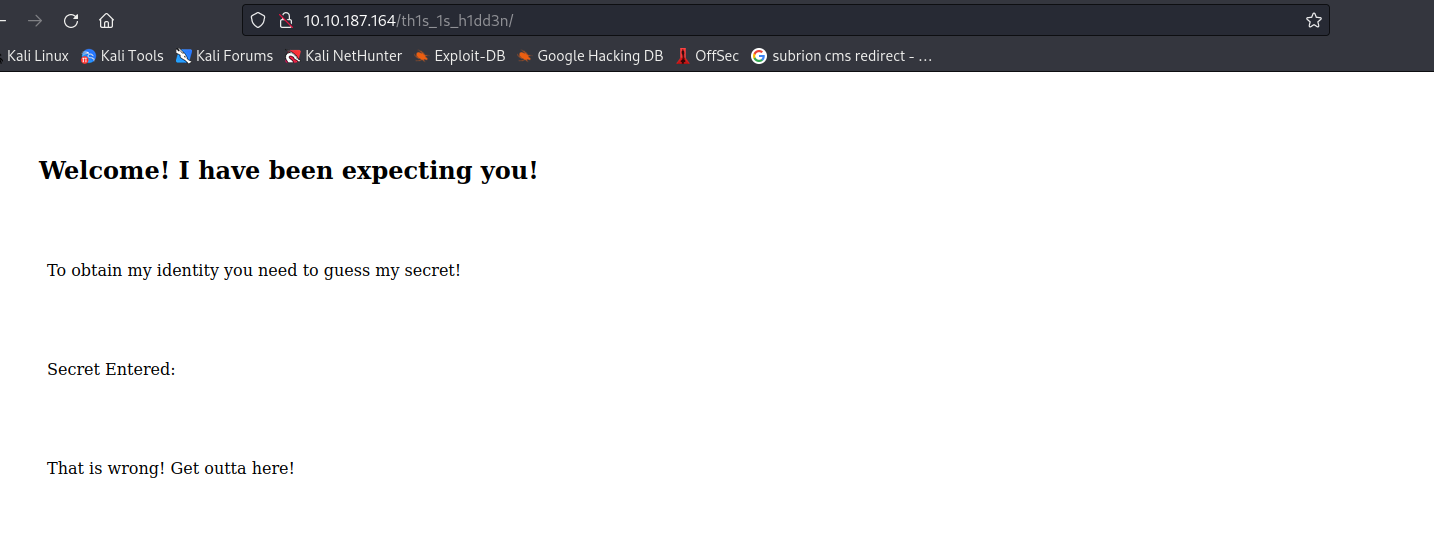 10.10.187.164/th1s_1s_h1dd3n/
Kali Linux Kali Tools Kali Forums Kali NetHunter Exploit-DB Google Hacking DB OffSec subrion cms redirect - ...
Welcome! I have been expecting you!
To obtain my identity you need to guess my secret!
Secret Entered:
That is wrong! Get outta here!